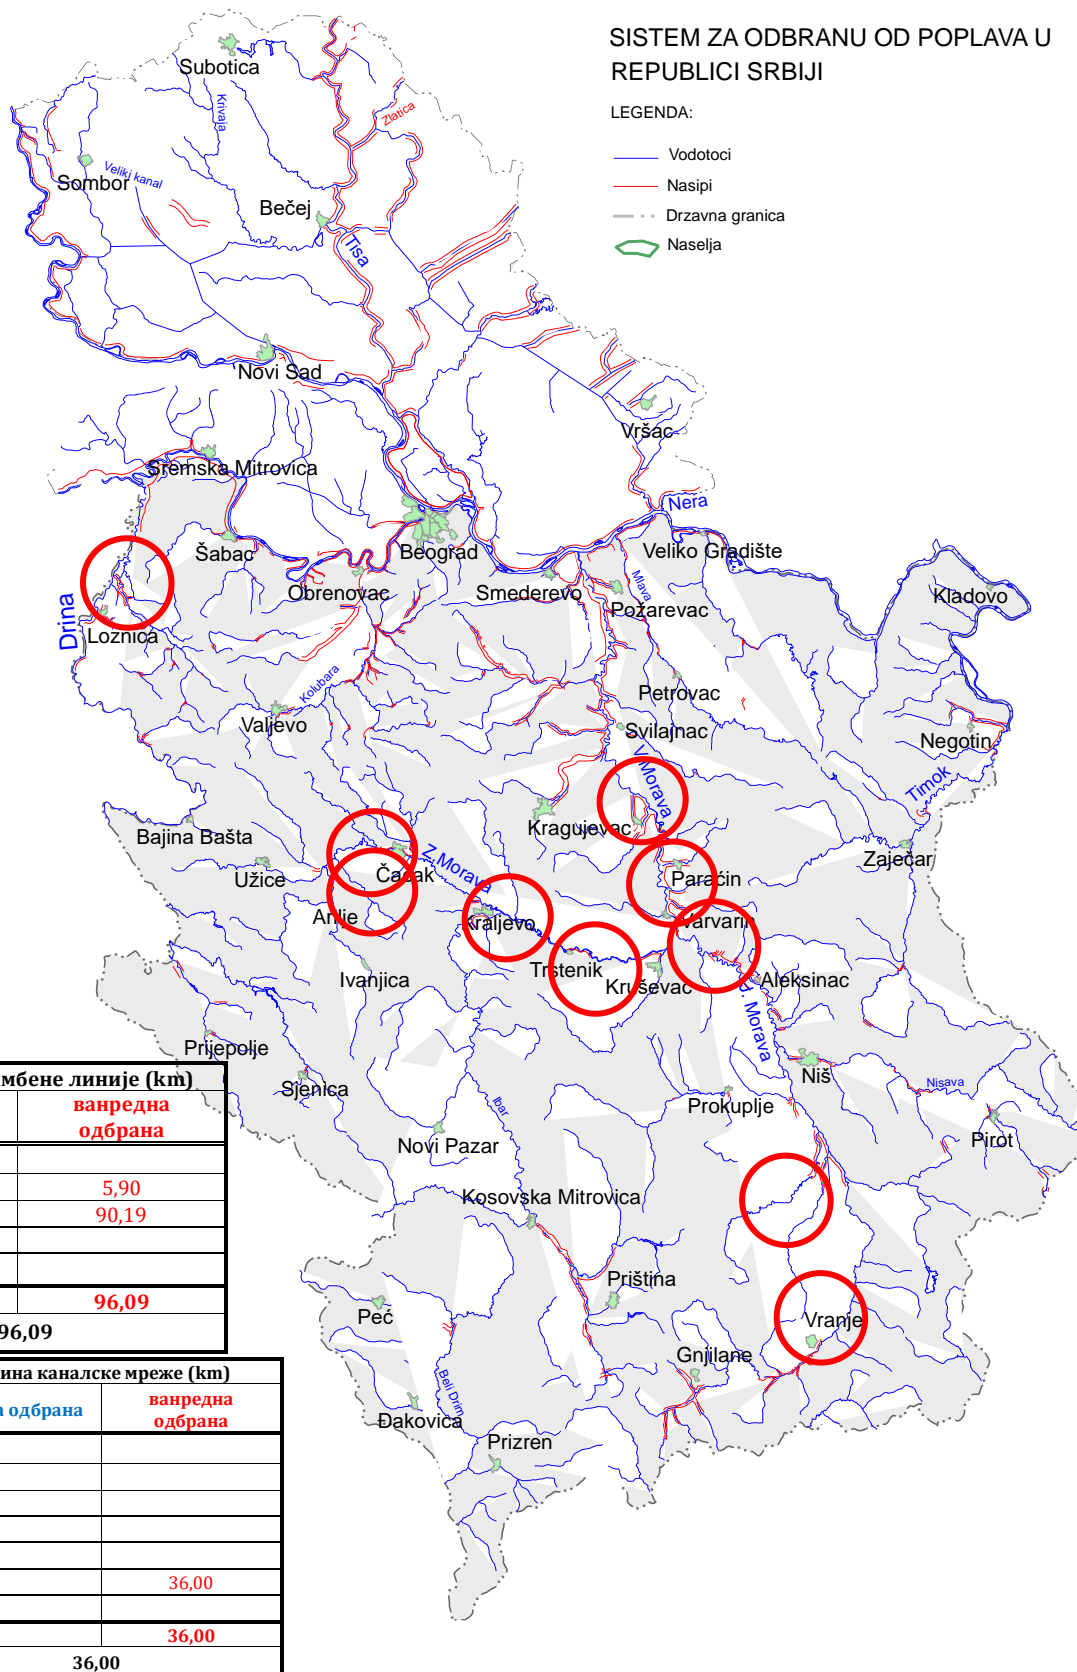 SISTEM ZA ODBRANU OD POPLAVA U
REPUBLICI SRBIJI
LEGENDA:
Vodotoci
Nasipi
Drzavna granica
Naselja
Subotica
Krivaja
Zlatica
Sombor
Veliki kanal
Bečej
Tisa
Novi Sad
Vršac
Sremska Mitrovica
Nera
Šabac
Beograd
Veliko Gradište
Obrenovac
Smederevo
Mlava
Požarevac
Kladovo
Drina
Loznica
Kolubara
Petrovac
Valjevo
Svilajnac
Negotin
V.Morava
Timok
Bajina Bašta
Kragujevac
Zaječar
Užice
Čačak
Z.Morava
Paraćin
Arilje
Kraljevo
Varvarin
Ivanjica
Trstenik
Kruševac
Aleksinac
J. Morava
Prijepolje
Sjenica
Niš
Nisava
Ibar
Prokuplje
Novi Pazar
Pirot
Kosovska Mitrovica
Priština
Peć
Vranje
Gnjilane
Beli Drim
Đakovica
Prizren
мбене линије (km)
ванредна
одбрана
5,90
90,19
96,09
96,09
ина каналске мреже (km)
а одбрана
ванредна
одбрана
36,00
36,00
36,00